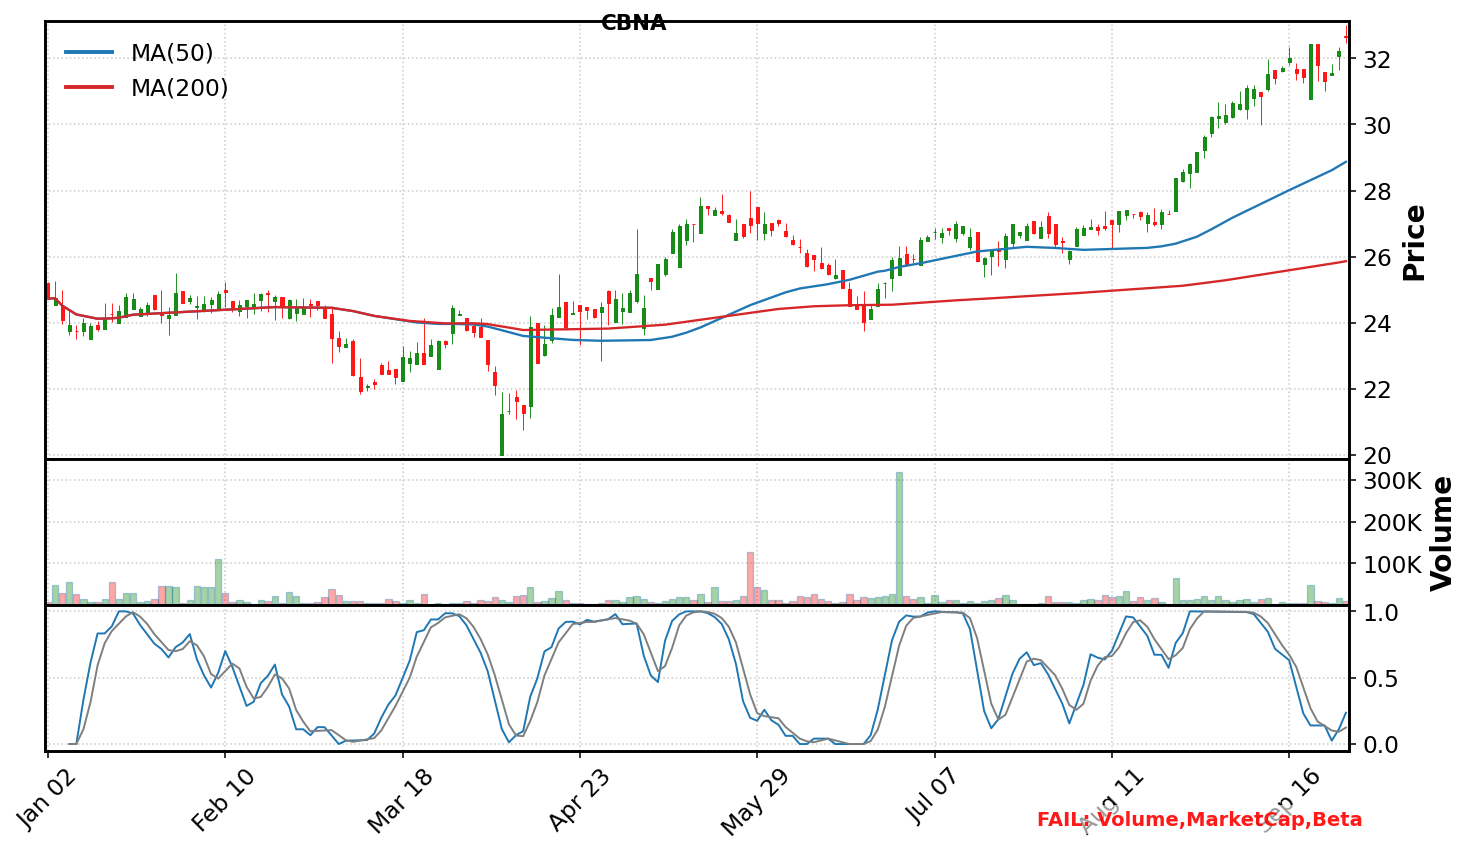 CBNA
MA(50)
MA(200)
32
30
28
26
24
22
20
Price
300K
200K
100K
Volume
1.0
0.5
0.0
Jan 02
Feb 10
Mar 18
Apr 23
May 29
Jul 07
Aug 11
Sep 16
FAIL: Volume,MarketCap,Beta